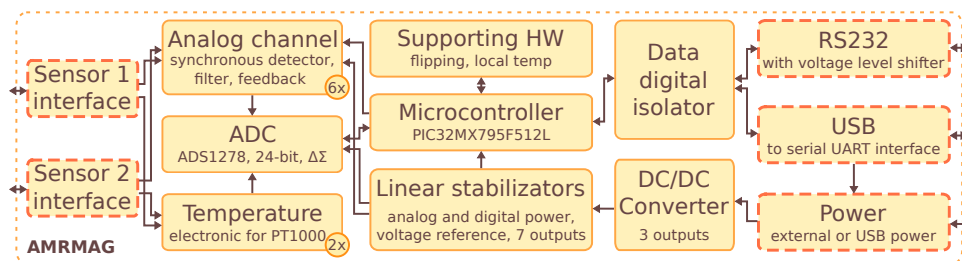 Sensor 1
interface
Sensor 2
interface
AMRMAG
Analog channel
synchronous detector,
filter, feedback
6x
ADC
ADS1278, 24-bit, ΔΣ
Temperature
electronic for PT1000
2x
Supporting HW
flipping, local temp
Microcontroller
PIC32MX795F512L
Linear stabilizators
analog and digital power,
voltage reference, 7 outputs
Data
digital
isolator
DC/DC
Converter
3 outputs
RS232
with voltage level shifter
USB
to serial UART interface
Power
external or USB power